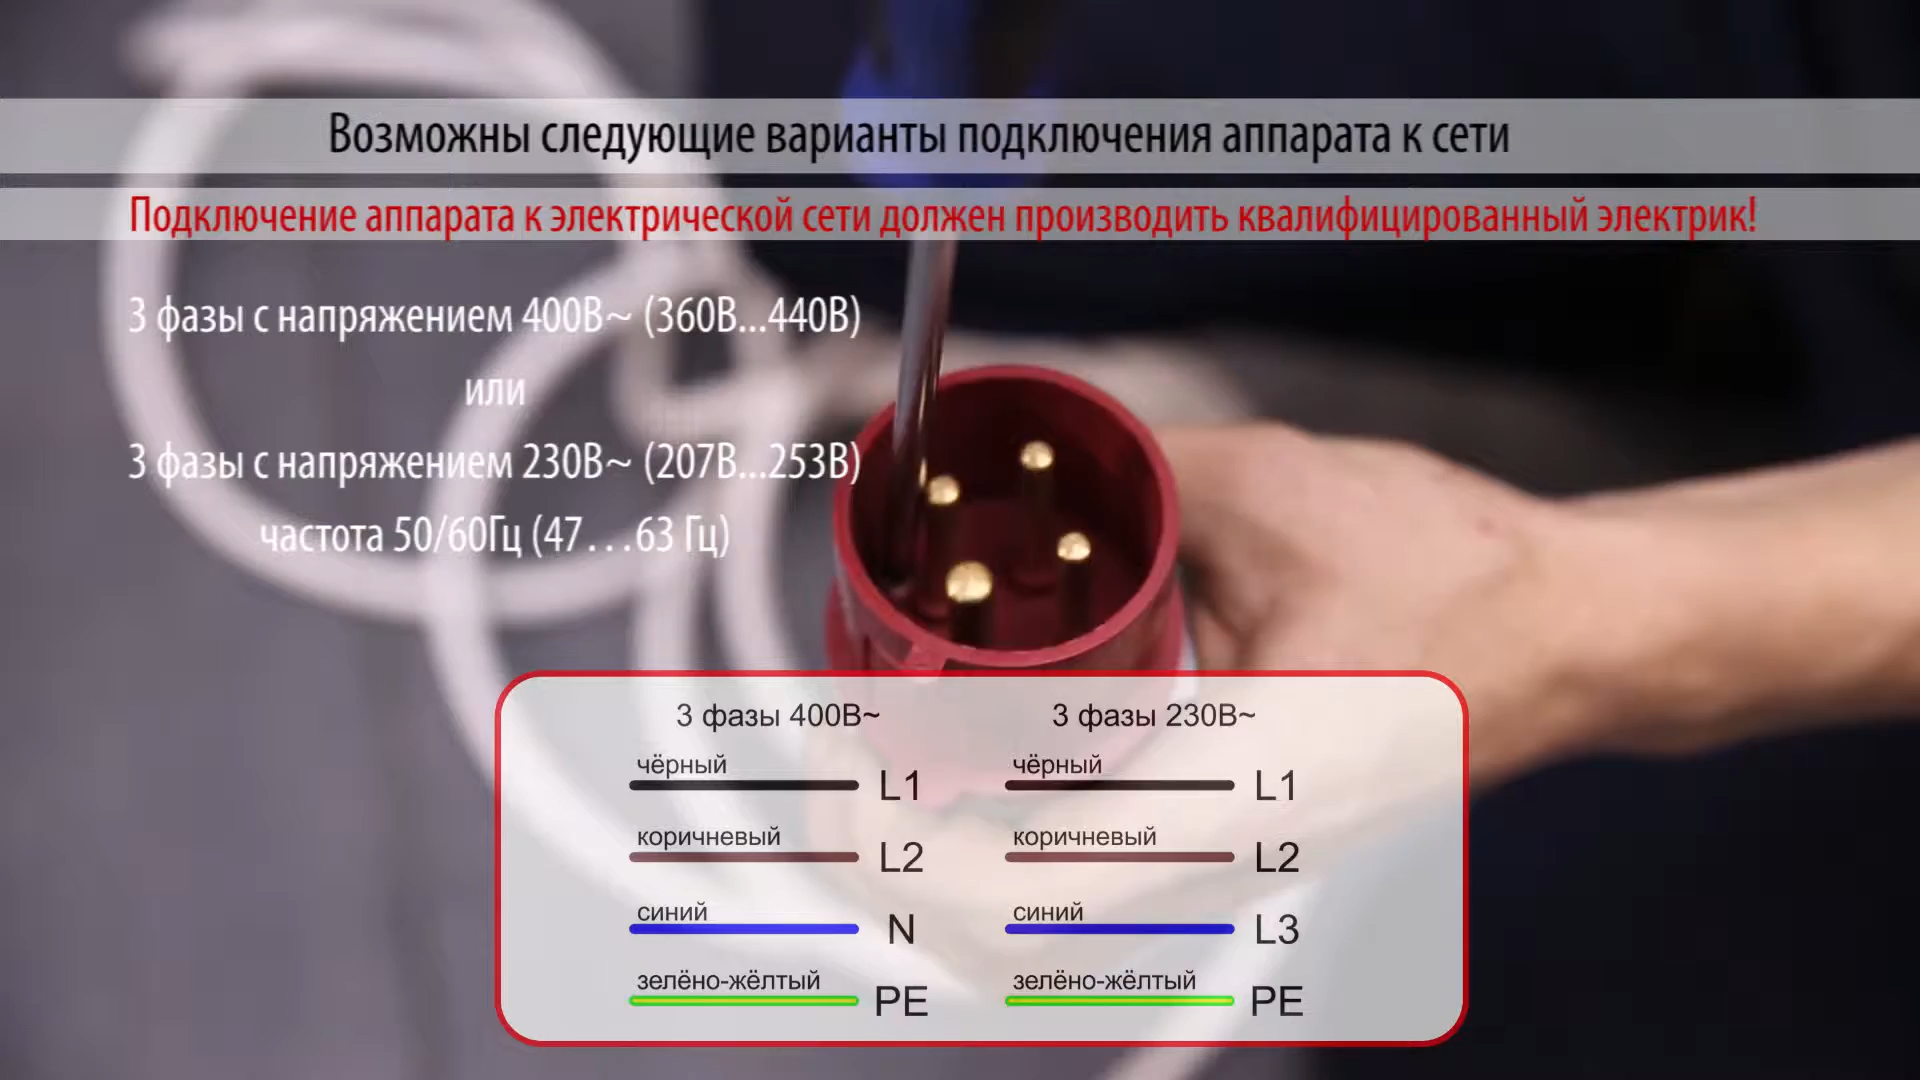 Возможны следующие варианты подключения аппарата к сети
Подключение аппарата к электрической сети должен производить квалифицированный электрик!
3 фазы с напряжением 400В~ (360В...440В)
или
3 фазы с напряжением 230В~ (207В...253В)
частота 50/60Гц (47...63 Гц)
3 фазы 400В~
чёрный L1
коричневый L2
синий N
зелёно-жёлтый PE
3 фазы 230В~
чёрный L1
коричневый L2
синий L3
зелёно-жёлтый PE